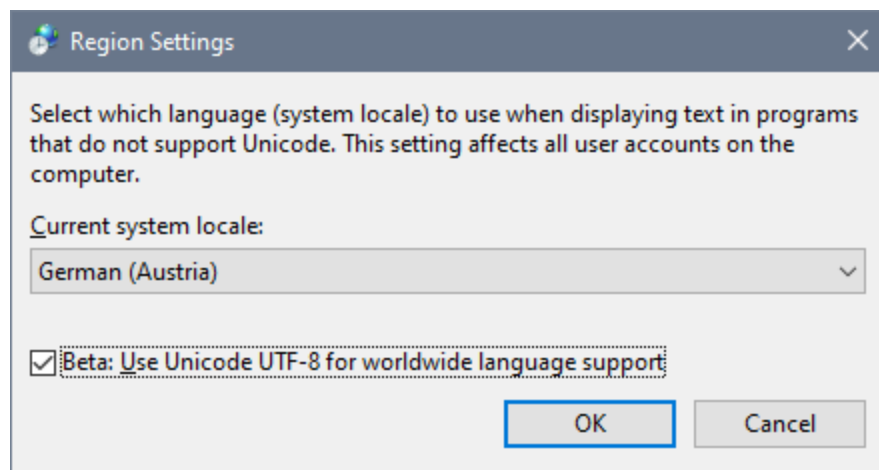 Region Settings
Select which language (system locale) to use when displaying text in programs
that do not support Unicode. This setting affects all user accounts on the
computer.
Current system locale:
German (Austria)
Beta: Use Unicode UTF-8 for worldwide language support
OK
Cancel